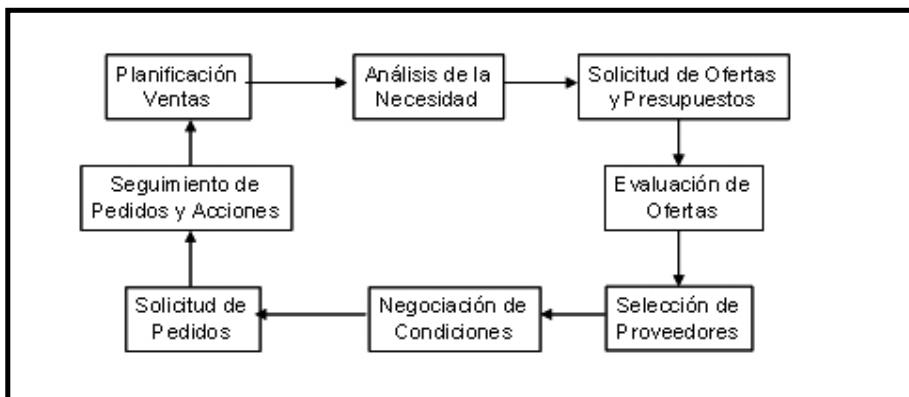 Planificación
Ventas
Análisis de la
Necesidad
Solicitud de Ofertas
y Presupuestos
Evaluación de
Ofertas
Selección de
Proveedores
Negociación de
Condiciones
Solicitud de
Pedidos
Seguimiento de
Pedidos y Acciones